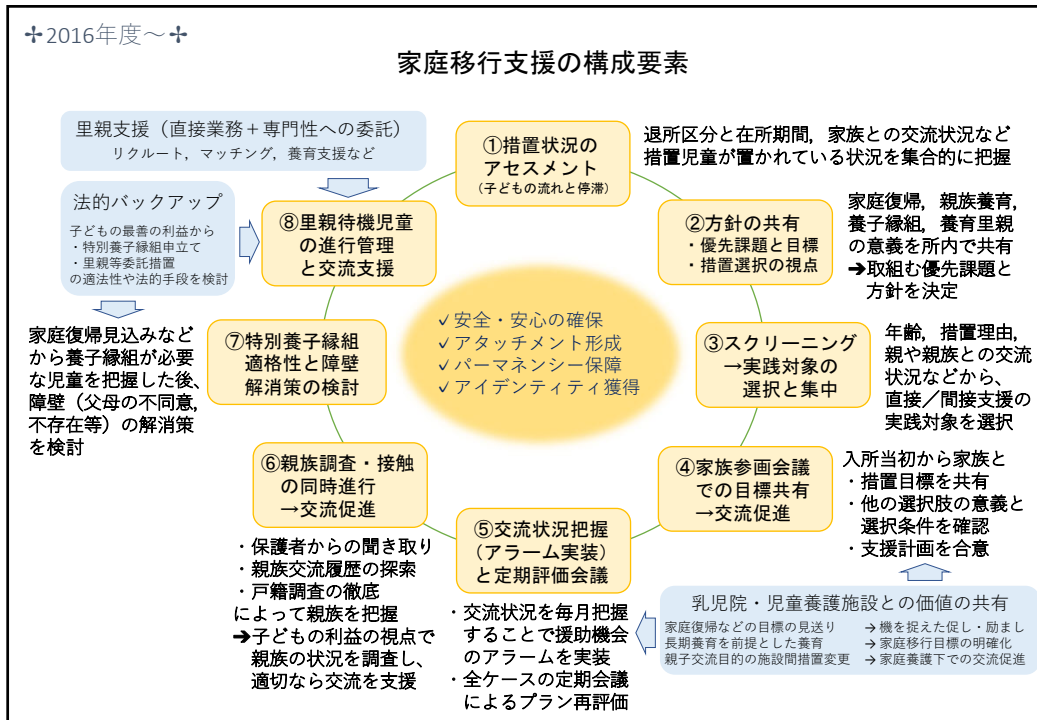 ✢2016年度～✢
家庭移行支援の構成要素
里親支援（直接業務＋専門性への委託）
リクルート，マッチング，養育支援など
法的バックアップ
子どもの最善の利益から
・特別養子縁組申立て
・里親等委託措置
の適法性や法的手段を検討
①措置状況の
アセスメント
（子どもの流れと停滞）
退所区分と在所期間，家族との交流状況など
措置児童が置かれている状況を集合的に把握
②方針の共有
・優先課題と目標
・措置選択の視点
家庭復帰，親族養育，
養子縁組，養育里親
の意義を所内で共有
➔取組む優先課題と
方針を決定
③スクリーニング
→実践対象の
選択と集中
年齢，措置理由，
親や親族との交流
状況などから、
直接／間接支援の
実践対象を選択
④家族参画会議
での目標共有
→交流促進
入所当初から家族と
・措置目標を共有
・他の選択肢の意義と
選択条件を確認
・支援計画を合意
乳児院・児童養護施設との価値の共有
家庭復帰などの目標の見送り →機を捉えた促し・励まし
長期養育を前提とした養育 →家庭移行目標の明確化
親子交流目的の施設間措置変更 →家庭養護下での交流促進
⑤交流状況把握
（アラーム実装）
と定期評価会議
・交流状況を毎月把握
することで援助機会
のアラームを実装
・全ケースの定期会議
によるプラン再評価
⑥親族調査・接触
の同時進行
→交流促進
・保護者からの聞き取り
・親族交流履歴の探索
・戸籍調査の徹底
によって親族を把握
➔子どもの利益の視点で
親族の状況を調査し、
適切なら交流を支援
⑦特別養子縁組
適格性と障壁
解消策の検討
家庭復帰見込みなど
から養子縁組が必要
な児童を把握した後、
障壁（父母の不同意，
不存在等）の解消策
を検討
⑧里親待機児童
の進行管理
と交流支援
✓安全・安心の確保
✓アタッチメント形成
✓パーマネンシー保障
✓アイデンティティ獲得